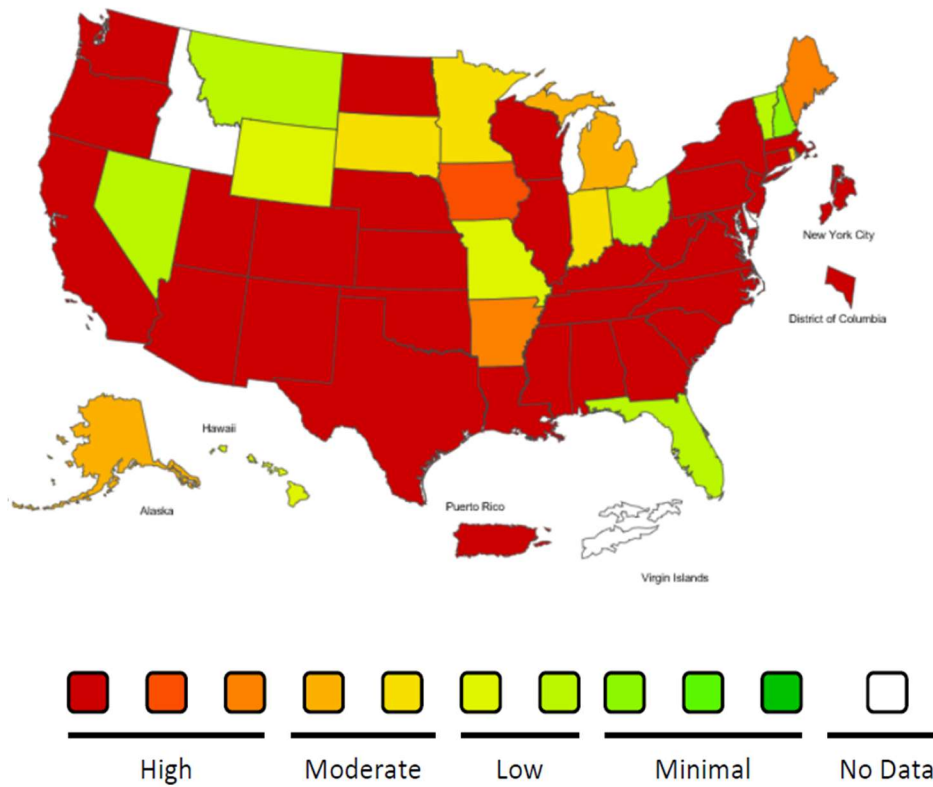 New York City
District of Columbia
Hawaii
Alaska
Puerto Rico
Virgin Islands
High
Moderate
Low
Minimal
No Data